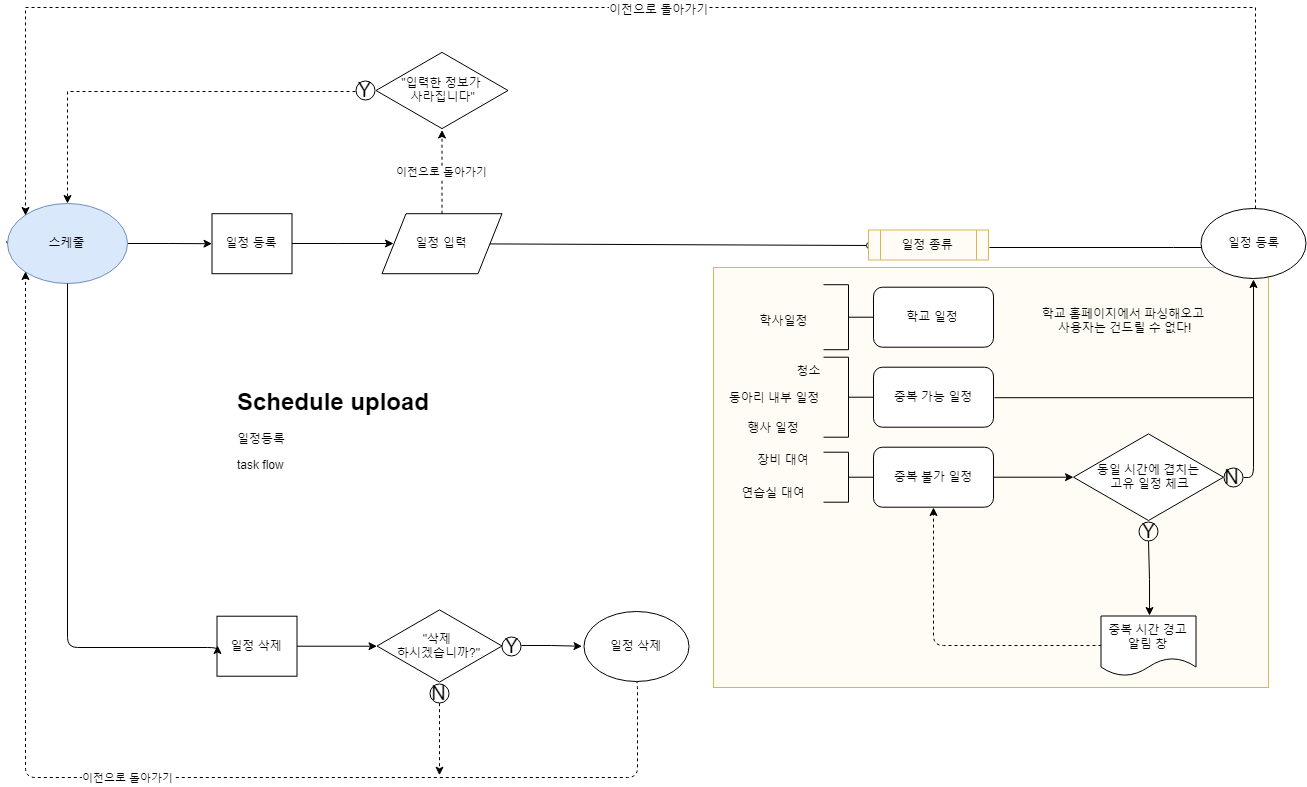 이전으로 돌아가기
"입력한 정보가
사라집니다"
Y
이전으로 돌아가기
스케줄
일정 등록
일정 입력
일정 종류
일정 등록
학사일정
학교 일정
학교 홈페이지에서 파싱해오고
사용자는 건드릴 수 없다!
청소
동아리 내부 일정
행사 일정
중복 가능 일정
장비 대여
연습실 대여
중복 불가 일정
동일 시간에 겹치는
고유 일정 체크
N
Y
중복 시간 경고
알림 창
Schedule upload
일정등록
task flow
일정 삭제
"삭제
하시겠습니까?"
Y
N
일정 삭제
이전으로 돌아가기